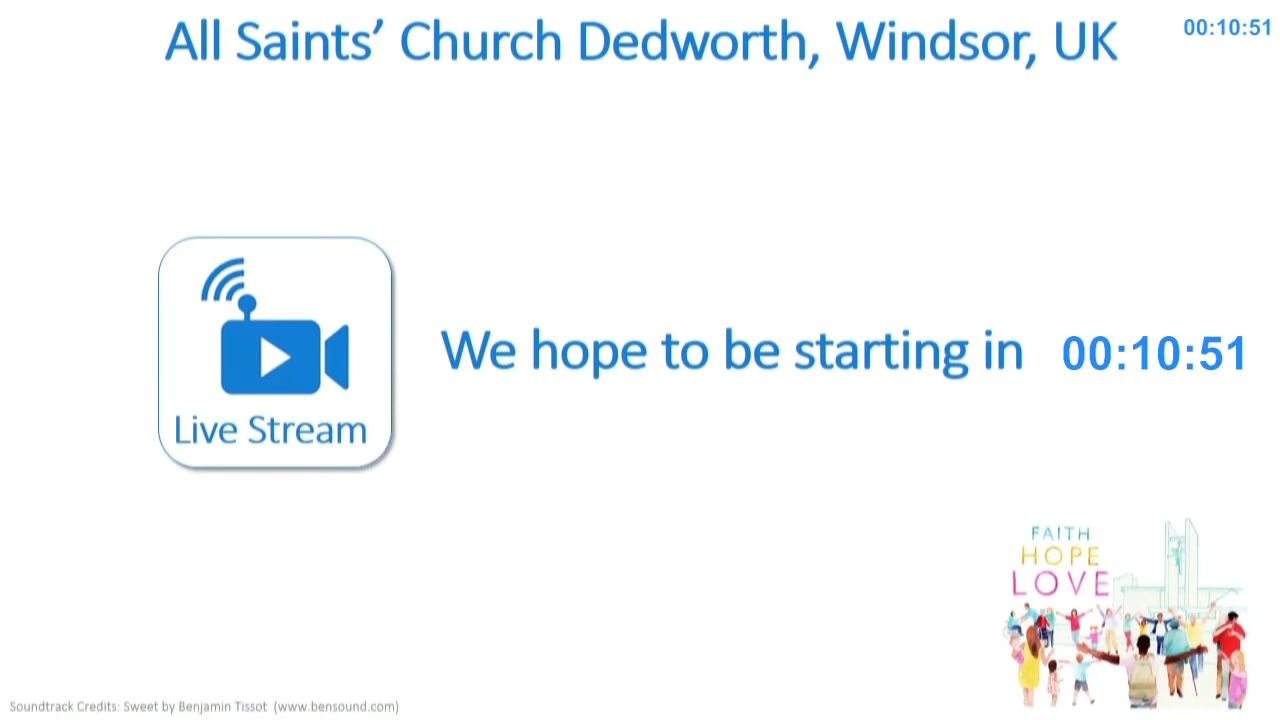 All Saints’ Church Dedworth, Windsor, UK
00:10:51
We hope to be starting in 00:10:51
Live Stream
FAITH
HOPE
LOVE
Soundtrack Credits: Sweet by Benjamin Tissot (www.bensound.com)